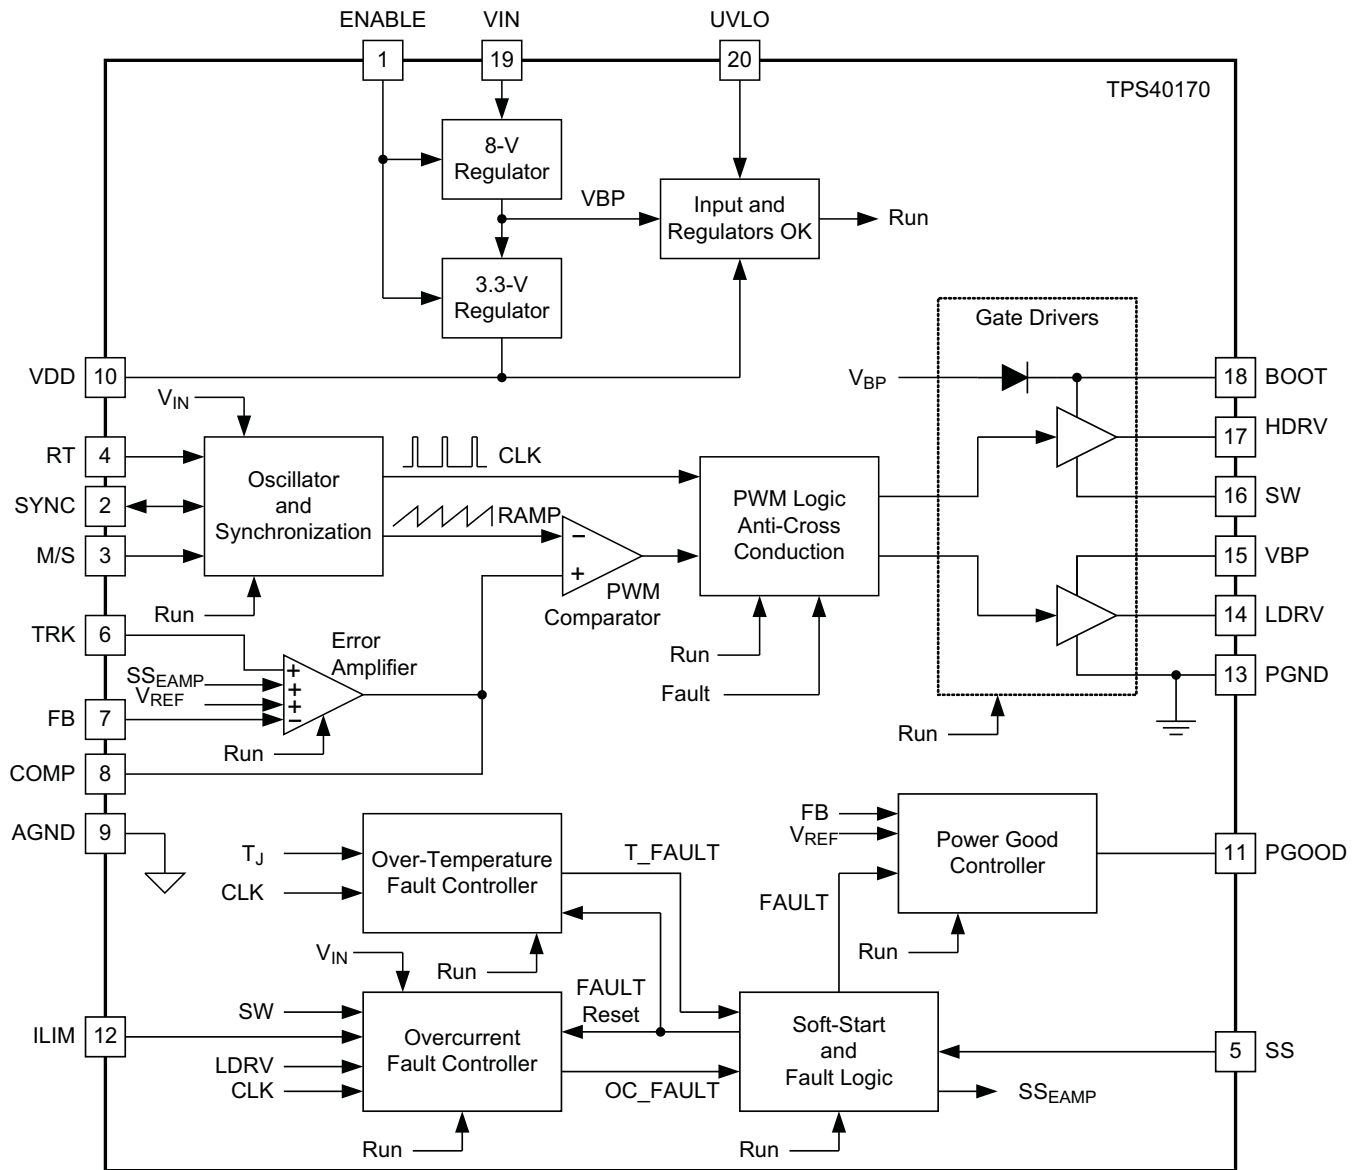 ENABLE
VIN
UVLO
1
19
20
TPS40170
8-V
Regulator
VBP
Input and
Regulators OK
Run
3.3-V
Regulator
Gate Drivers
VDD
10
VIN
VBP
18
BOOT
RT
4
SYNC
2
M/S
3
Oscillator
and
Synchronization
CLK
RAMP
Run
−
+
PWM
Comparator
PWM Logic
Anti-Cross
Conduction
Run
Fault
17
HDRV
16
SW
15
VBP
14
LDRV
13
PGND
Run
TRK
6
SSEAMP
VREF
FB
7
Error
Amplifier
+
+
+
−
Run
COMP
8
AGND
9
TJ
CLK
Over-Temperature
Fault Controller
T_FAULT
Run
FB
VREF
FAULT
Power Good
Controller
Run
11
PGOOD
VIN
SW
ILIM
12
LDRV
CLK
Overcurrent
Fault Controller
Run
FAULT
Reset
OC_FAULT
Soft-Start
and
Fault Logic
Run
5
SS
SSEAMP